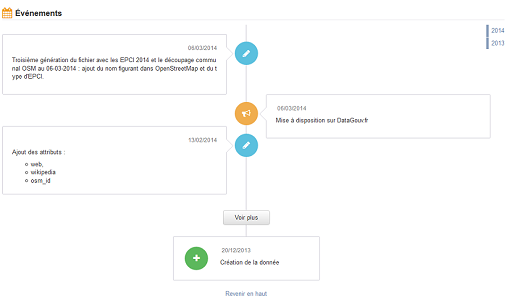 Événements
2014
2013
06/03/2014
Troisième génération du fichier avec les EPCI 2014 et le découpage commu
nal OSM au 06-03-2014 : ajout du nom figurant dans OpenStreetMap et du t
ype d'EPCI.
06/03/2014
Mise à disposition sur DataGouv.fr
13/02/2014
Ajout des attributs :
web,
wikipedia
osm_id
Voir plus
20/12/2013
Création de la donnée
Revenir en haut